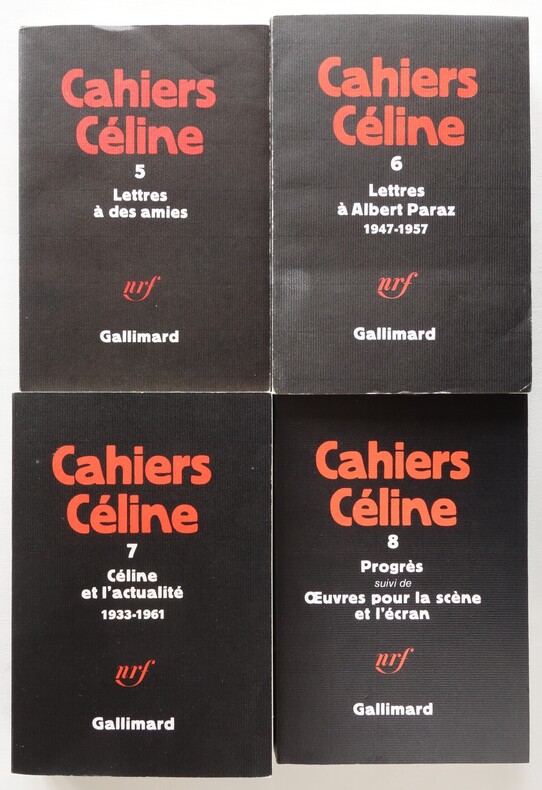 Cahiers
Céline
5
Lettres
à des amies
nrf
Gallimard
Cahiers
Céline
6
Lettres
à Albert Paraz
1947-1957
nrf
Gallimard
Cahiers
Céline
7
Céline
et l'actualité
1933-1961
nrf
Gallimard
Cahiers
Céline
8
Progrès
suivi de
Œuvres pour la scène
et l'écran
nrf
Gallimard